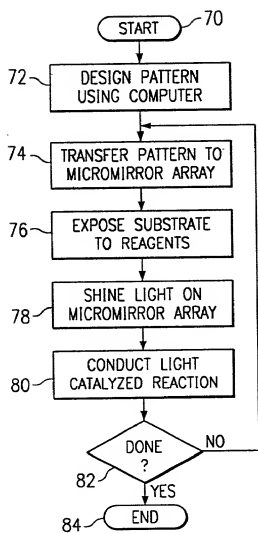 START
70
72
DESIGN PATTERN
USING COMPUTER
74
TRANSFER PATTERN TO
MICROMIRROR ARRAY
76
EXPOSE SUBSTRATE
TO REAGENTS
78
SHINE LIGHT ON
MICROMIRROR ARRAY
80
CONDUCT LIGHT
CATALYZED REACTION
DONE
?
NO
82
YES
84
END